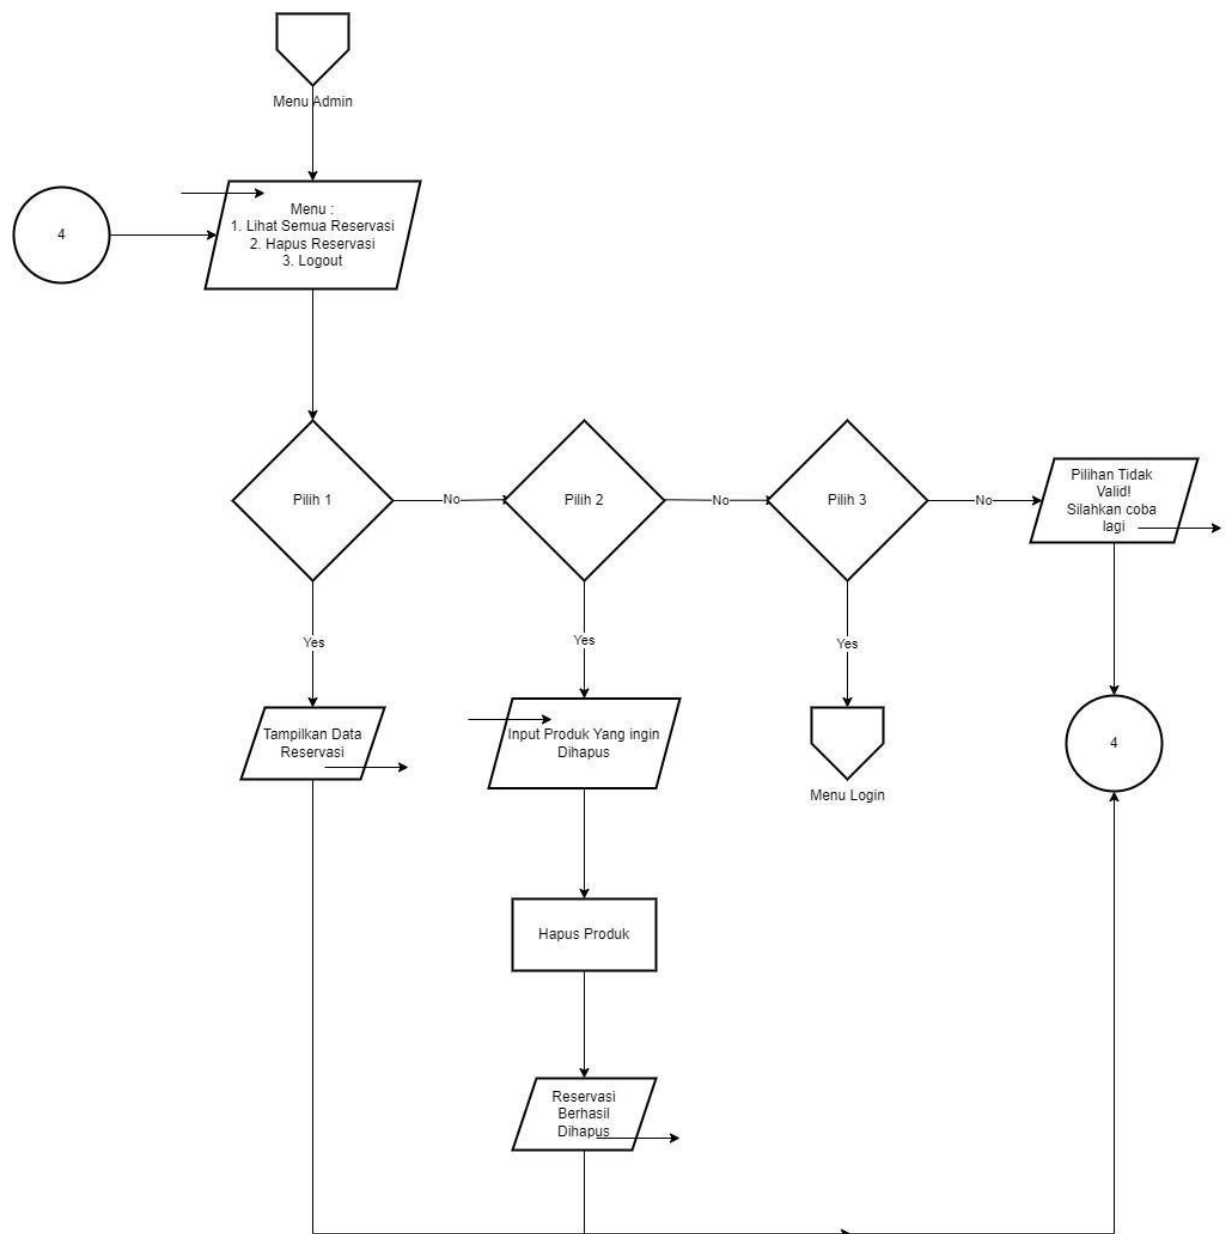 Menu Admin
4
Menu :
1. Lihat Semua Reservasi
2. Hapus Reservasi
3. Logout
Pilih 1
No
Pilih 2
No
Pilih 3
No
Pilihan Tidak
Valid!
Silahkan coba
lagi
Yes
Yes
Yes
Tampilkan Data
Reservasi
Input Produk Yang ingin
Dihapus
Menu Login
4
Hapus Produk
Reservasi
Berhasil
Dihapus